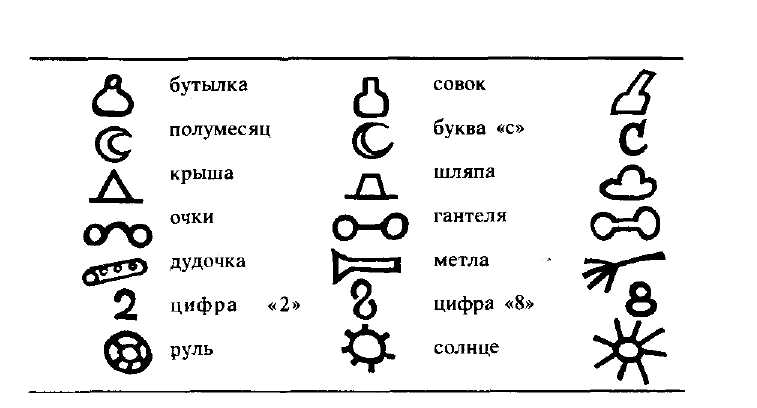 бутылка совок
полумесяц буква «с»
крыша шляпа
очки гантеля
дудочка метла
цифра «2» цифра «8»
руль солнце